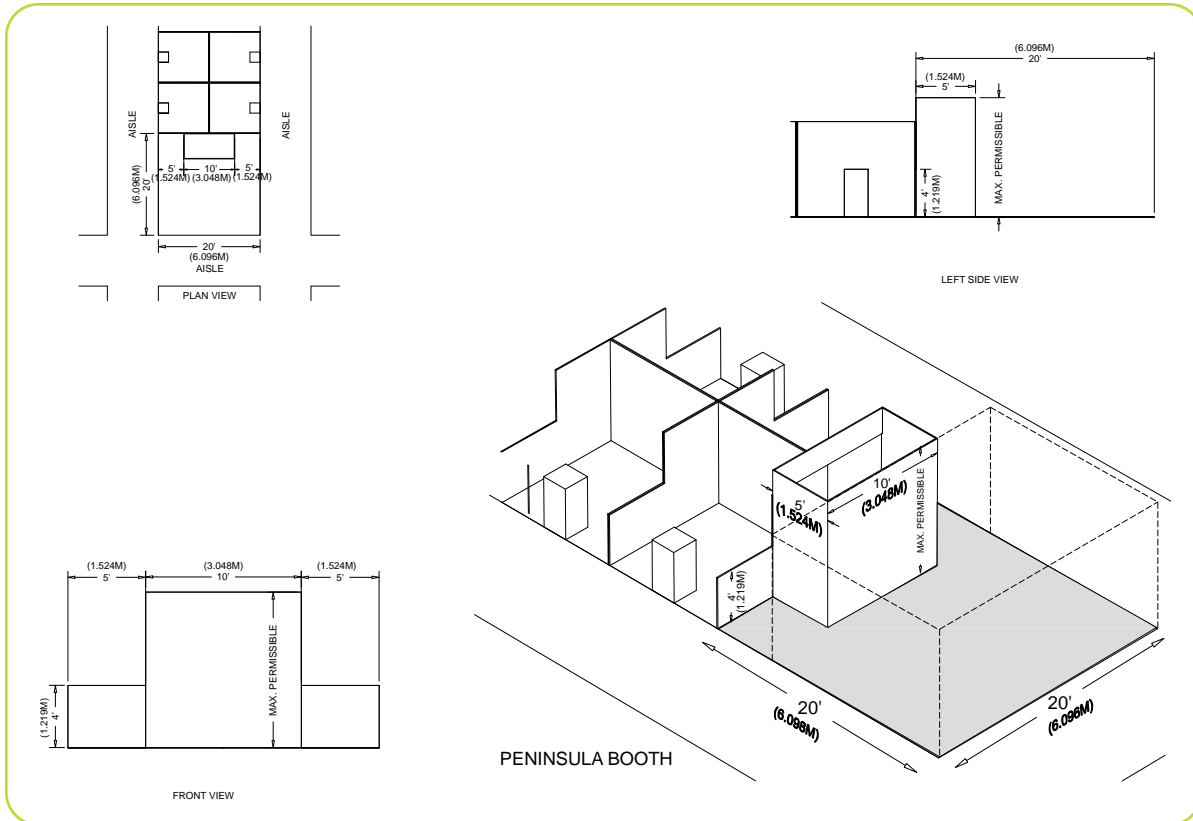 AISLE
AISLE
5'
10'
5'
(1.524M)
(3.048M)
(1.524M)
20'
(6.096M)
20'
(6.096M)
AISLE
PLAN VIEW
(6.096M)
20'
(1.524M)
5'
MAX. PERMISSIBLE
4'
(1.219M)
LEFT SIDE VIEW
(1.524M)
5'
(3.048M)
10'
(1.524M)
5'
MAX. PERMISSIBLE
(1.219M)
4'
FRONT VIEW
5'
(1.524M)
10'
(3.048M)
MAX. PERMISSIBLE
4'
(1.219M)
20'
(6.096M)
20'
(6.096M)
PENINSULA BOOTH